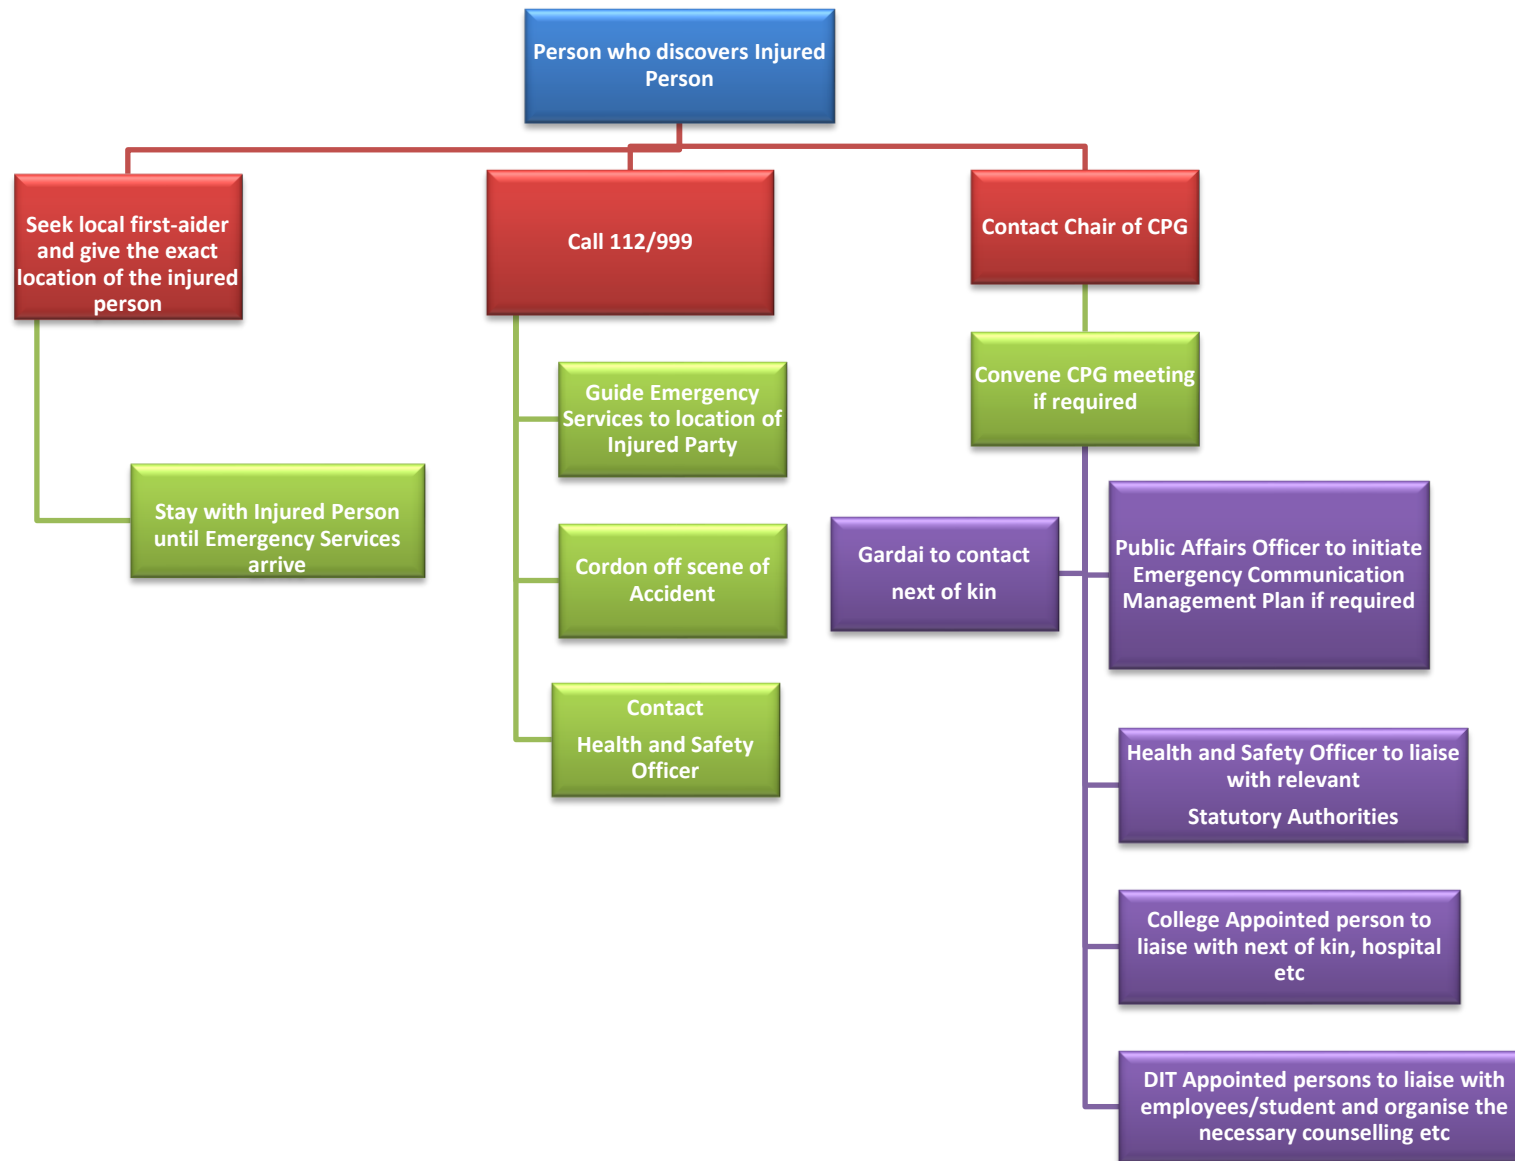 Person who discovers Injured
Person
Seek local first-aider
and give the exact
location of the injured
person
Call 112/999
Contact Chair of CPG
Stay with Injured Person
until Emergency Services
arrive
Guide Emergency
Services to location of
Injured Party
Cordon off scene of
Accident
Contact
Health and Safety
Officer
Convene CPG meeting
if required
Gardai to contact
next of kin
Public Affairs Officer to initiate
Emergency Communication
Management Plan if required
Health and Safety Officer to liaise
with relevant
Statutory Authorities
College Appointed person to
liaise with next of kin, hospital
etc
DIT Appointed persons to liaise with
employees/student and organise the
necessary counselling etc